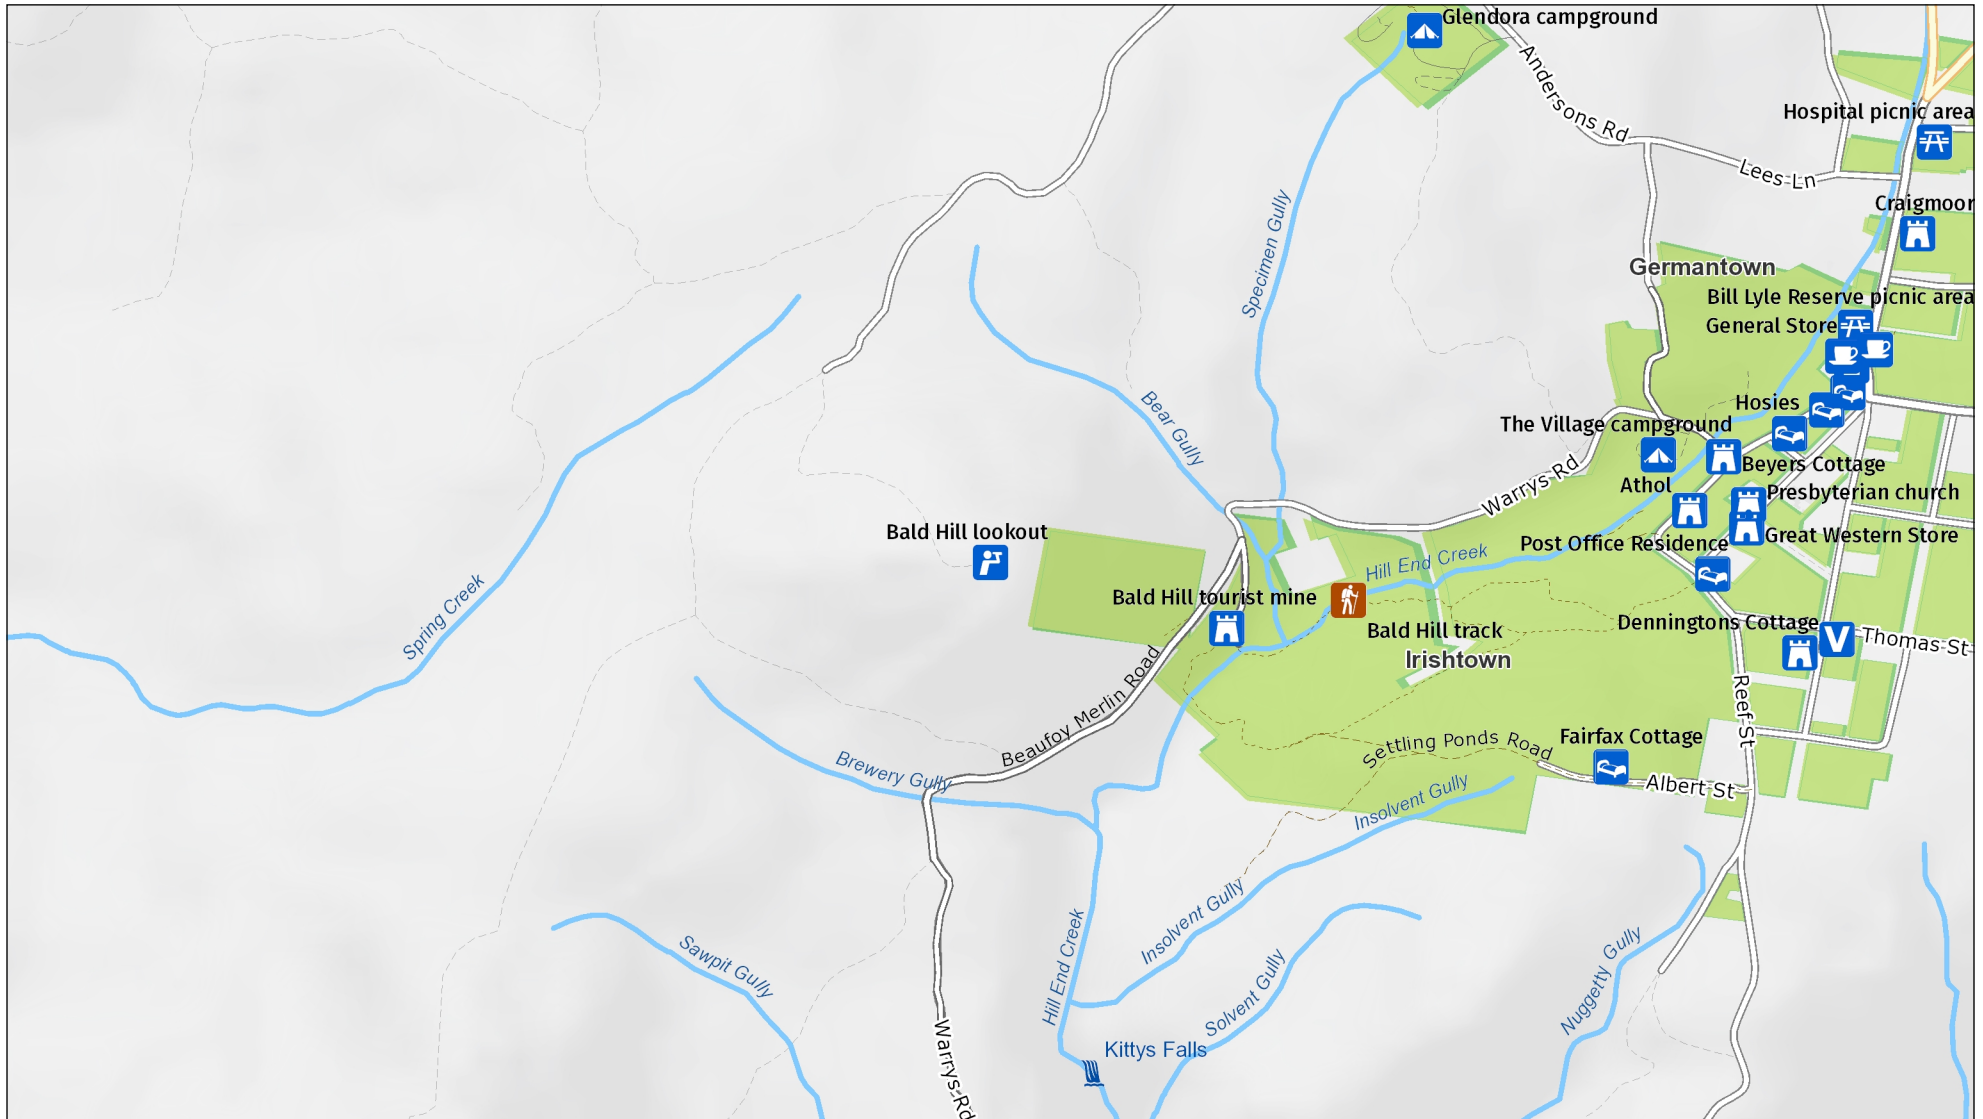 Glendora campground
Andersons Rd
Hospital picnic area
Lees Ln
Craigmoor
Specimen Gully
Germantown
Bill Lyle Reserve picnic area
General Store
Bear Gully
Hosies
The Village campground
Beyers Cottage
Warrys Rd
Athol
Presbyterian church
Bald Hill lookout
Post Office Residence
Great Western Store
Hill End Creek
Bald Hill tourist mine
Spring Creek
Bald Hill track
Denningtons Cottage
V
Thomas St
Irishtown
Beaufoy Merlin Road
Reef St
Settling Ponds Road
Fairfax Cottage
Brewery Gully
Albert St
Insolvent Gully
Insolvent Gully
Hill End Creek
Sawpit Gully
Solvent Gully
Nuggetty Gully
Kittys Falls
Warrys Rd